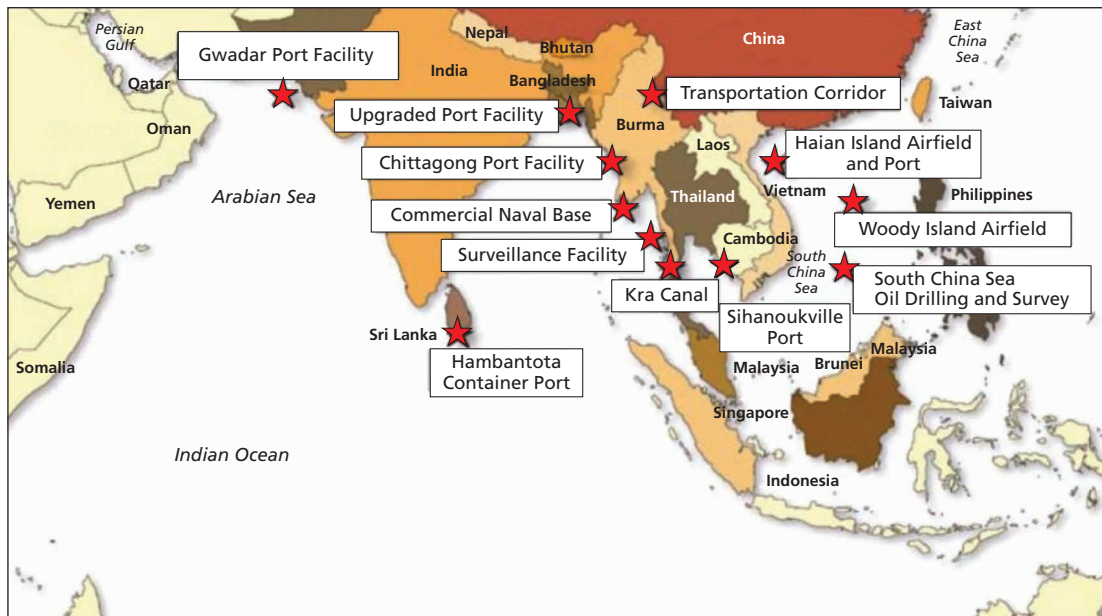 Persian
Gulf
Gwadar Port Facility
Nepal
Bhutan
China
East
China
Sea
Qatar
India
Bangladesh
Transportation Corridor
Taiwan
Upgraded Port Facility
Burma
Oman
Laos
Haian Island Airfield
and Port
Chittagong Port Facility
Arabian Sea
Yemen
Thailand
Vietnam
Philippines
Commercial Naval Base
Woody Island Airfield
Cambodia
Surveillance Facility
South
China
Sea
South China Sea
Oil Drilling and Survey
Kra Canal
Sihanoukville
Port
Sri Lanka
Somalia
Hambantota
Container Port
Malaysia
Brunei
Malaysia
Singapore
Indian Ocean
Indonesia